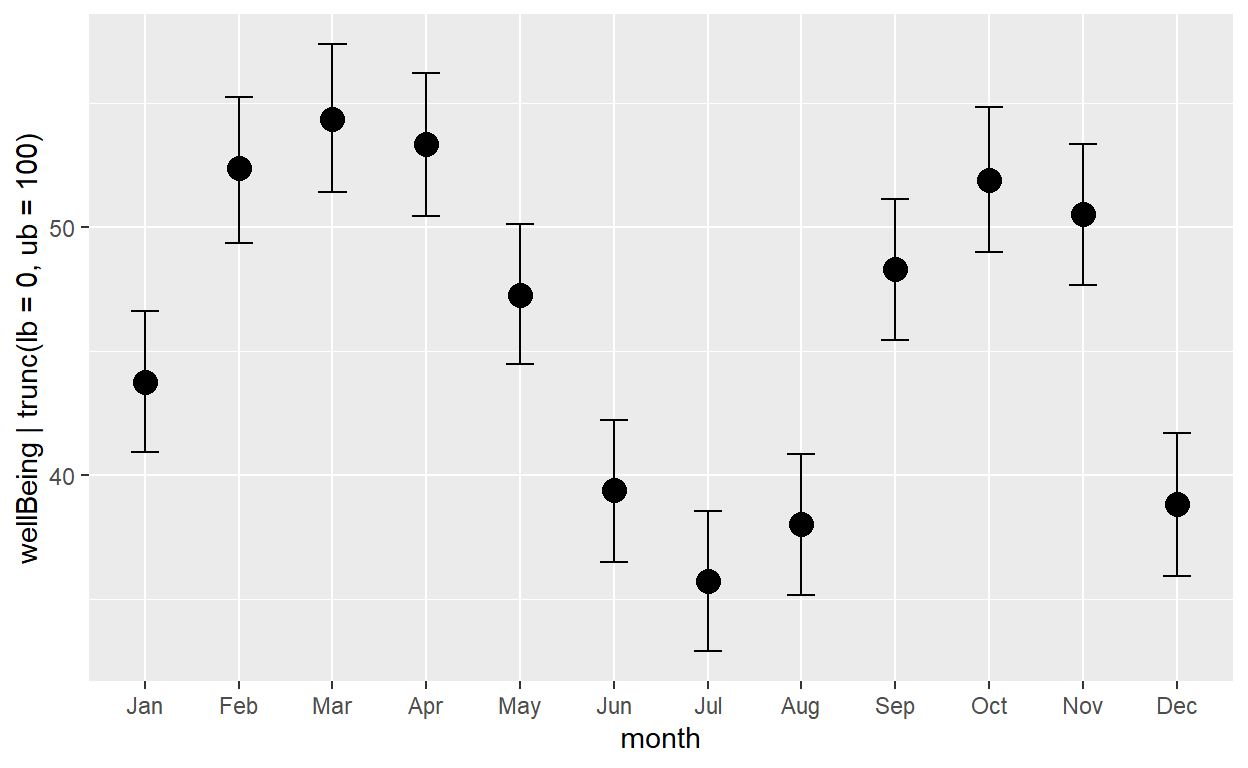 wellBeing | trunc(lb = 0, ub = 100)
50
40
Jan Feb Mar Apr May Jun Jul Aug Sep Oct Nov Dec
month